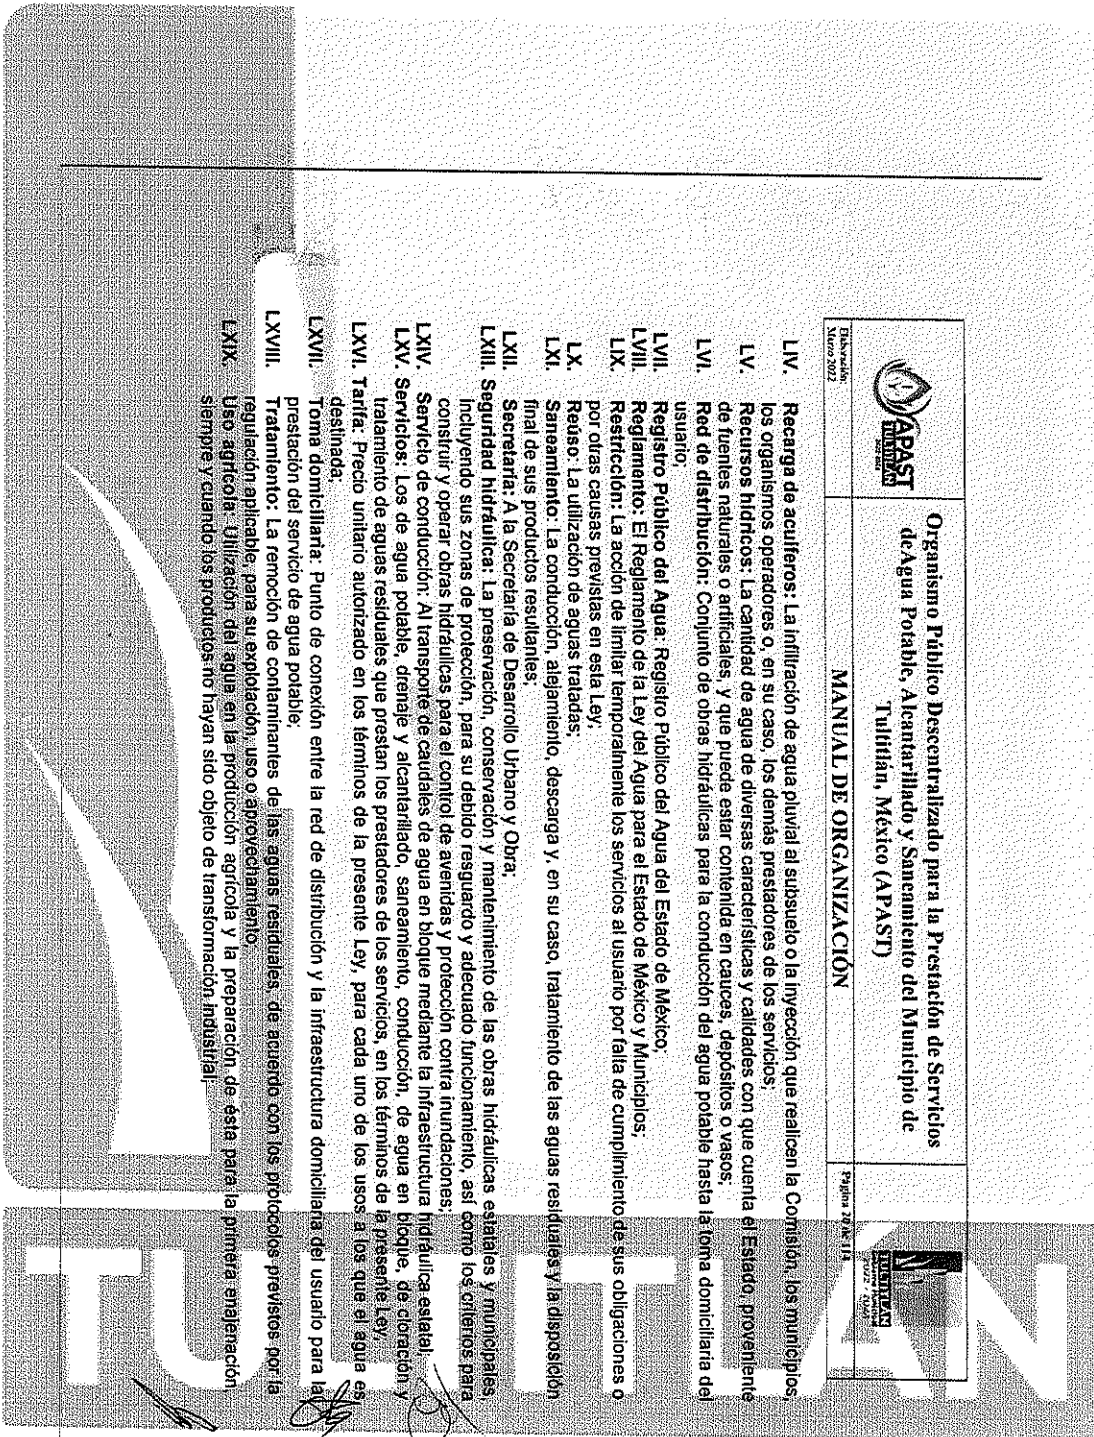 APAST
TULTITLÁN
2022-2024
Organismo Público Descentralizado para la Prestación de Servicios
deAgua Potable, Alcantarillado y Saneamiento del Municipio de
Tultitlán, México (APAST)
TULTITLÁN
Elaboración:
Marzo 2022
MANUAL DE ORGANIZACIÓN
Página 20 de 114
LIV. Recarga de acuíferos: La infiltración de agua pluvial al subsuelo o la inyección que realicen la Comisión, los municipios,
los organismos operadores o, en su caso, los demás prestadores de los servicios;
LV. Recursos hídricos: La cantidad de agua de diversas características y calidades con que cuenta el Estado, proveniente
de fuentes naturales o artificiales, y que puede estar contenida en cauces, depósitos o vasos;
LVI. Red de distribución: Conjunto de obras hidráulicas para la conducción del agua potable hasta la toma domiciliaria del
usuario;
LVII. Registro Público del Agua: Registro Público del Agua del Estado de México;
LVIII. Reglamento: El Reglamento de la Ley del Agua para el Estado de México y Municipios;
LIX. Restricción: La acción de limitar temporalmente los servicios al usuario por falta de cumplimiento de sus obligaciones o
por otras causas previstas en esta Ley;
LX. Reúso: La utilización de aguas tratadas;
LXI. Saneamiento: La conducción, alejamiento, descarga y, en su caso, tratamiento de las aguas residuales y la disposición
final de sus productos resultantes;
LXII. Secretaría: A la Secretaría de Desarrollo Urbano y Obra;
LXIII. Seguridad hidráulica: La preservación, conservación y mantenimiento de las obras hidráulicas estatales y municipales
incluyendo sus zonas de protección, para su debido resguardo y adecuado funcionamiento, así como los criterios para
construir y operar obras hidráulicas para el control de avenidas y protección contra inundaciones;
LXIV. Servicio de conducción: Al transporte de caudales de agua en bloque mediante la infraestructura hidráulica estatal;
LXV. Servicios: Los de agua potable, drenaje y alcantarillado, saneamiento, conducción, de agua en bloque, de cloración y
tratamiento de aguas residuales que prestan los prestadores de los servicios, en los términos de la presente Ley;
LXVI. Tarifa: Precio unitario autorizado en los términos de la presente Ley, para cada uno de los usos a los que el agua es
destinada;
LXVII. Toma domiciliaria: Punto de conexión entre la red de distribución y la infraestructura domiciliaria del usuario para la
prestación del servicio de agua potable;
LXVIII. Tratamiento: La remoción de contaminantes de las aguas residuales, de acuerdo con los protocolos previstos por la
regulación aplicable, para su explotación, uso o aprovechamiento;
LXIX. Uso agrícola: Utilización del agua en la producción agrícola y la preparación de ésta para la primera enajenación,
siempre y cuando los productos no hayan sido objeto de transformación industrial;
TULTITLÁN